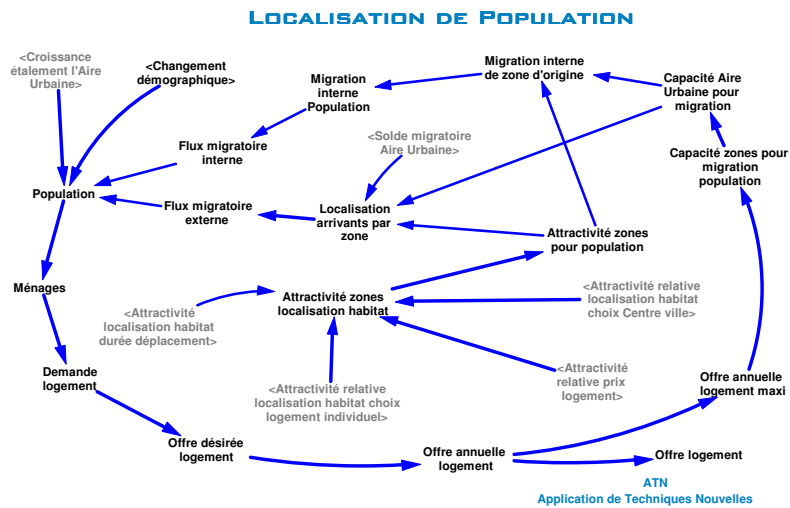 Localisation de Population
<Croissance
étalement l'Aire
Urbaine>
<Changement
démographique>
Migration
interne
Population
Migration interne
de zone d'origine
Capacité Aire
Urbaine pour
migration
Flux migratoire
interne
<Solde migratoire
Aire Urbaine>
Capacité zones pour
migration
population
Population
Flux migratoire
externe
Localisation
arrivants par
zone
Attractivité zones
pour population
Ménages
<Attractivité
localisation habitat
durée déplacement>
Attractivité zones
localisation habitat
<Attractivité relative
localisation habitat
choix Centre ville>
Demande
logement
<Attractivité relative
localisation habitat choix
logement individuel>
<Attractivité
relative prix
logement>
Offre annuelle
logement maxi
Offre désirée
logement
Offre annuelle
logement
Offre logement
ATN
Application de Techniques Nouvelles